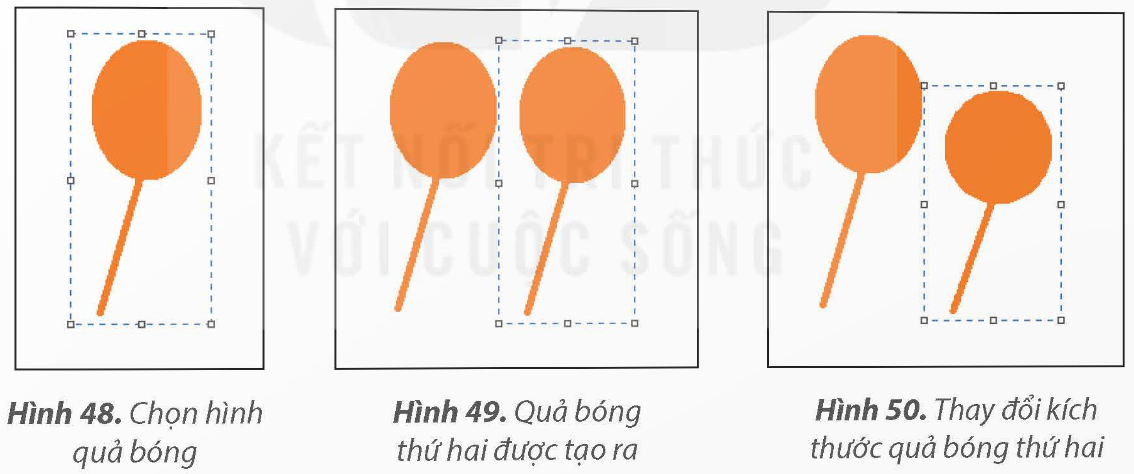 KẾT NỐI TRI THỨC
VỚI CUỘC SỐNG
Hình 48. Chọn hình
quả bóng
Hình 49. Quả bóng
thứ hai được tạo ra
Hình 50. Thay đổi kích
thước quả bóng thứ hai